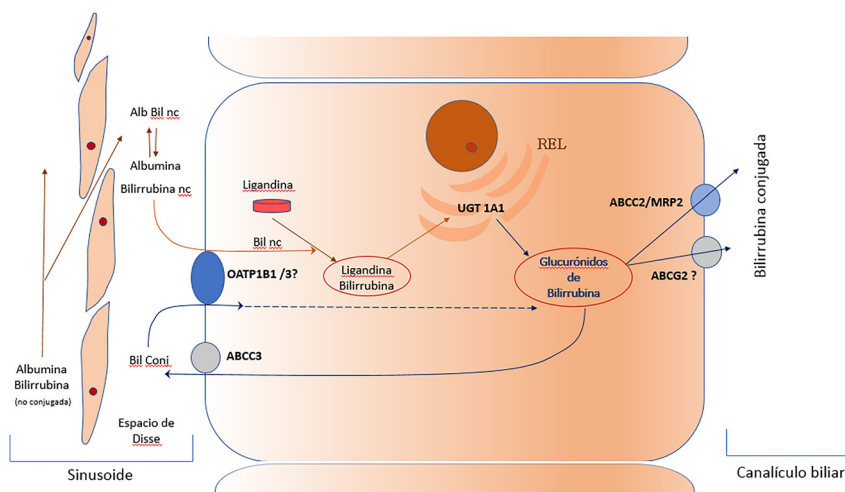 Alb Bil nc
Albumina
Bilirrubina nc
Ligandina
Bil nc
OATP1B1 /3?
Ligandina
Bilirrubina
REL
UGT 1A1
Glucurónidos
de
Bilirrubina
ABCC2/MRP2
ABCG2 ?
Bilirrubina conjugada
Bil Conj
ABCC3
Albumina
Bilirrubina
(no conjugada)
Espacio de
Disse
Sinusoide
Canalículo biliar